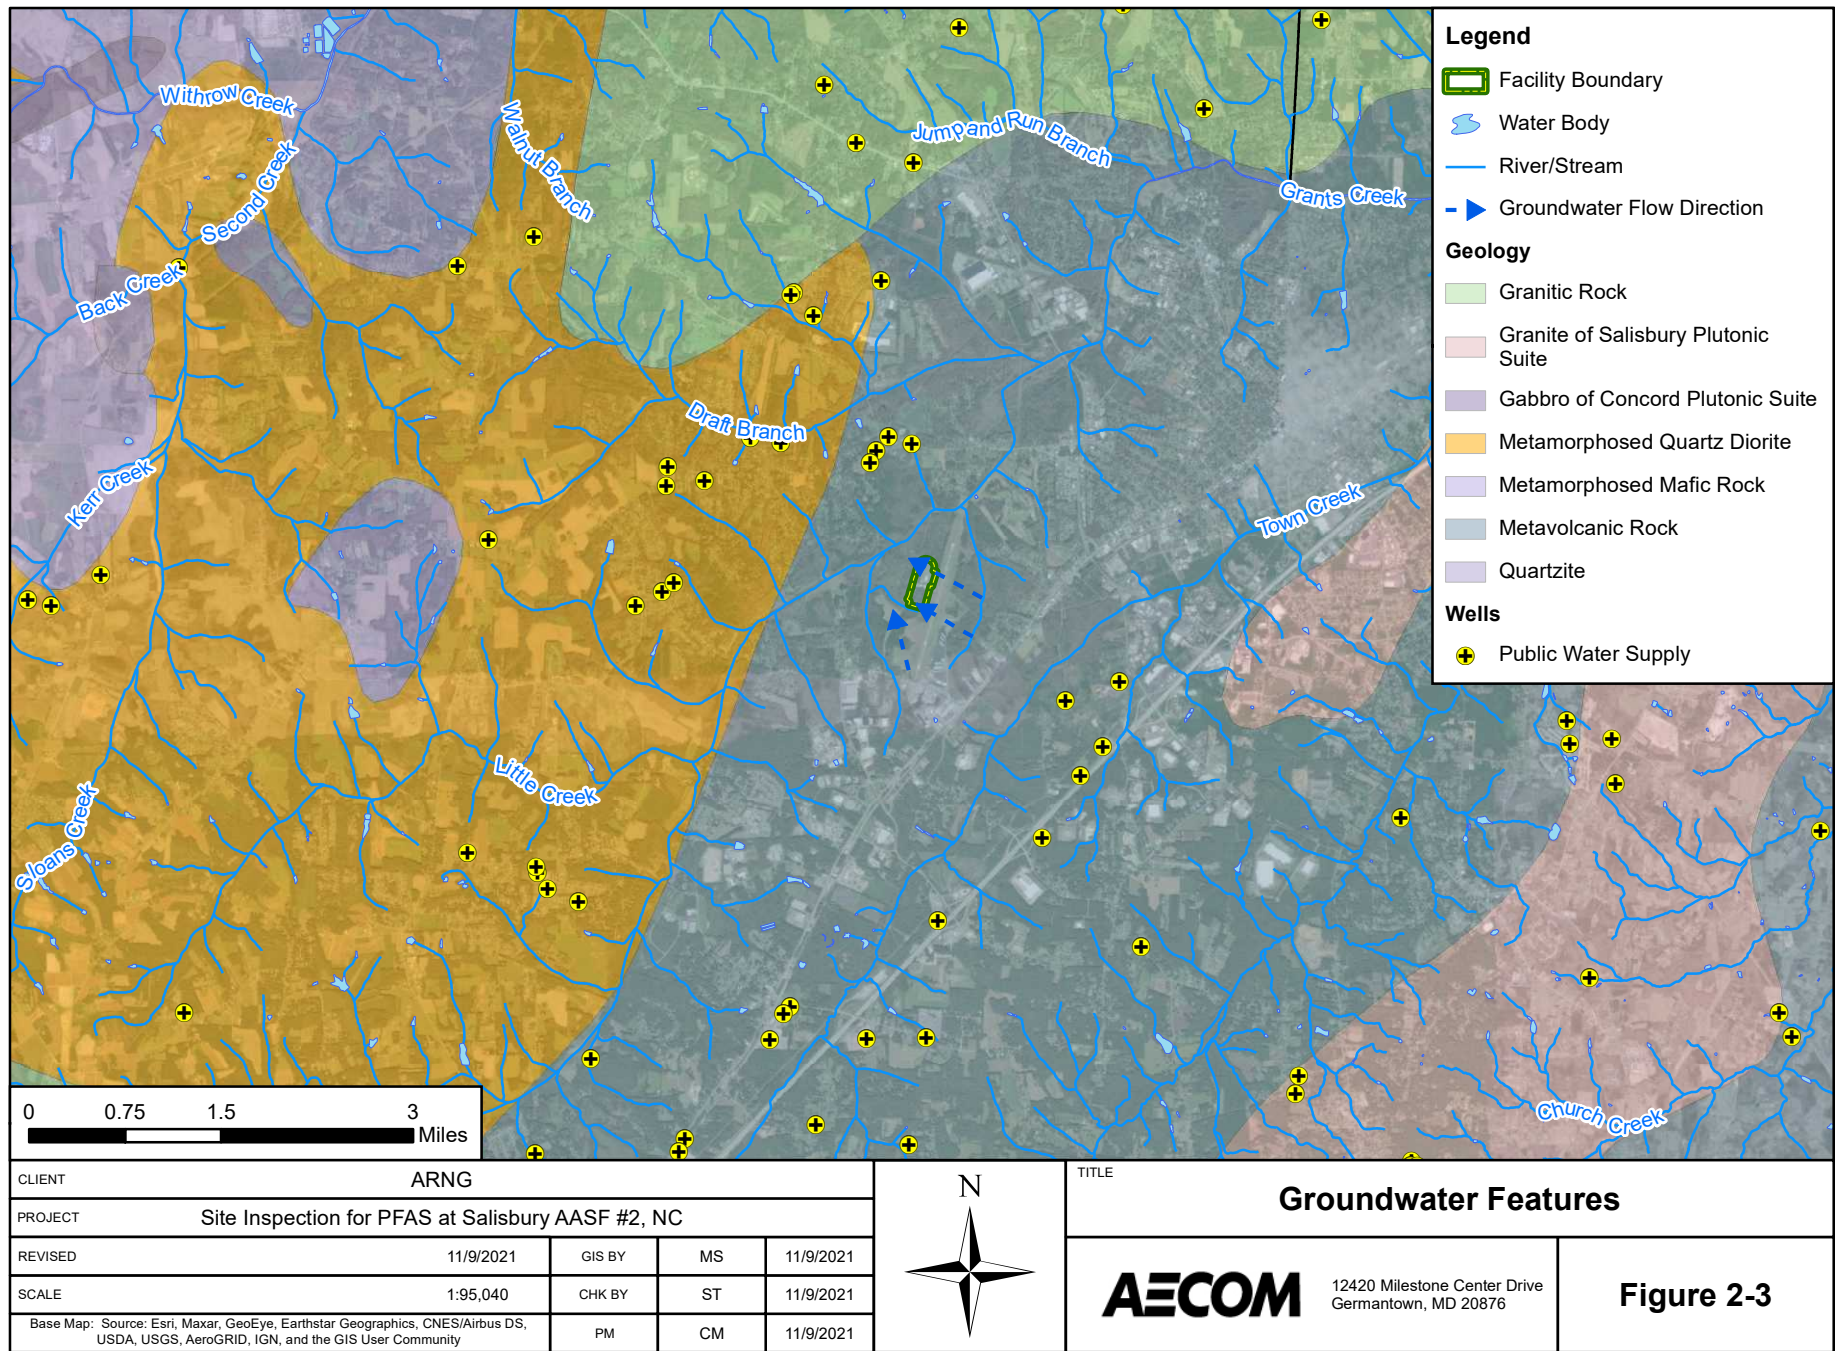 Withrow Creek
Walnut Branch
Jump and Run Branch
Grants Creek
Second Creek
Back Creek
Draft Branch
Kerr Creek
Town Creek
Little Creek
Sloans Creek
Church Creek
Legend
Facility Boundary
Water Body
River/Stream
Groundwater Flow Direction
Geology
Granitic Rock
Granite of Salisbury Plutonic
Suite
Gabbro of Concord Plutonic Suite
Metamorphosed Quartz Diorite
Metamorphosed Mafic Rock
Metavolcanic Rock
Quartzite
Wells
Public Water Supply
0 0.75 1.5 3
Miles
CLIENT ARNG
PROJECT Site Inspection for PFAS at Salisbury AASF #2, NC
REVISED 11/9/2021 GIS BY MS 11/9/2021
SCALE 1:95,040 CHK BY ST 11/9/2021
Base Map: Source: Esri, Maxar, GeoEye, Earthstar Geographics, CNES/Airbus DS,
USDA, USGS, AeroGRID, IGN, and the GIS User Community
PM CM 11/9/2021
N
TITLE
Groundwater Features
AECOM
12420 Milestone Center Drive
Germantown, MD 20876
Figure 2-3